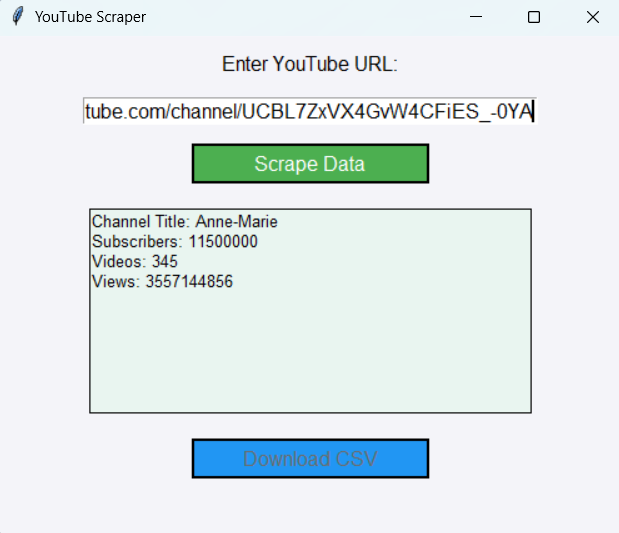 YouTube Scraper
Enter YouTube URL:
tube.com/channel/UCBL7ZxVX4GvW4CFiES_-0YA
Scrape Data
Channel Title: Anne-Marie
Subscribers: 11500000
Videos: 345
Views: 3557144856
Download CSV